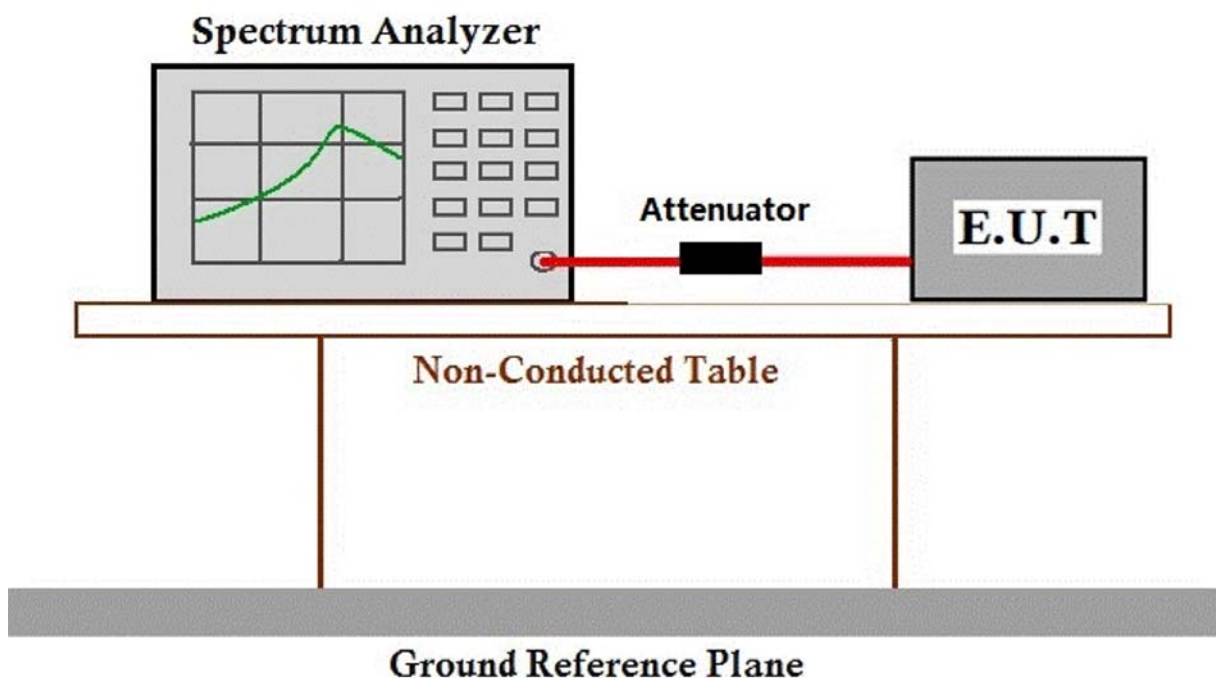 Spectrum Analyzer
Attenuator
E.U.T
Non-Conducted Table
Ground Reference Plane